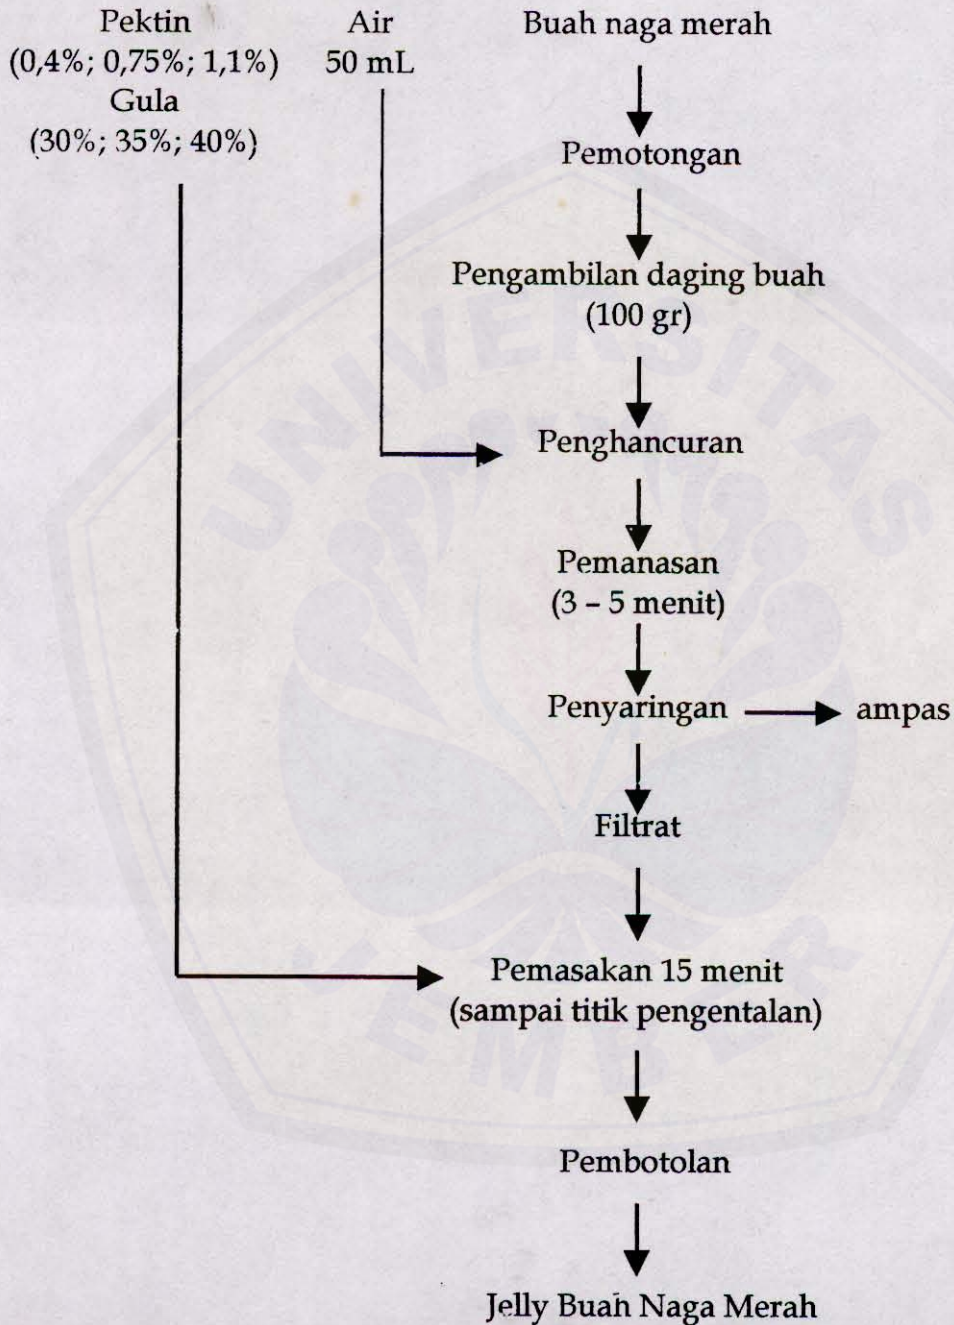 Pektin
(0,4%; 0,75%; 1,1%)
Gula
(30%; 35%; 40%)
Air
50 mL
Buah naga merah
Pemotongan
Pengambilan daging buah
(100 gr)
Penghancuran
Pemanasan
(3 – 5 menit)
Penyaringan
ampas
Filtrat
Pemasakan 15 menit
(sampai titik pengentalan)
Pembotolan
Jelly Buah Naga Merah
UNIVERSITAS
JEMBER